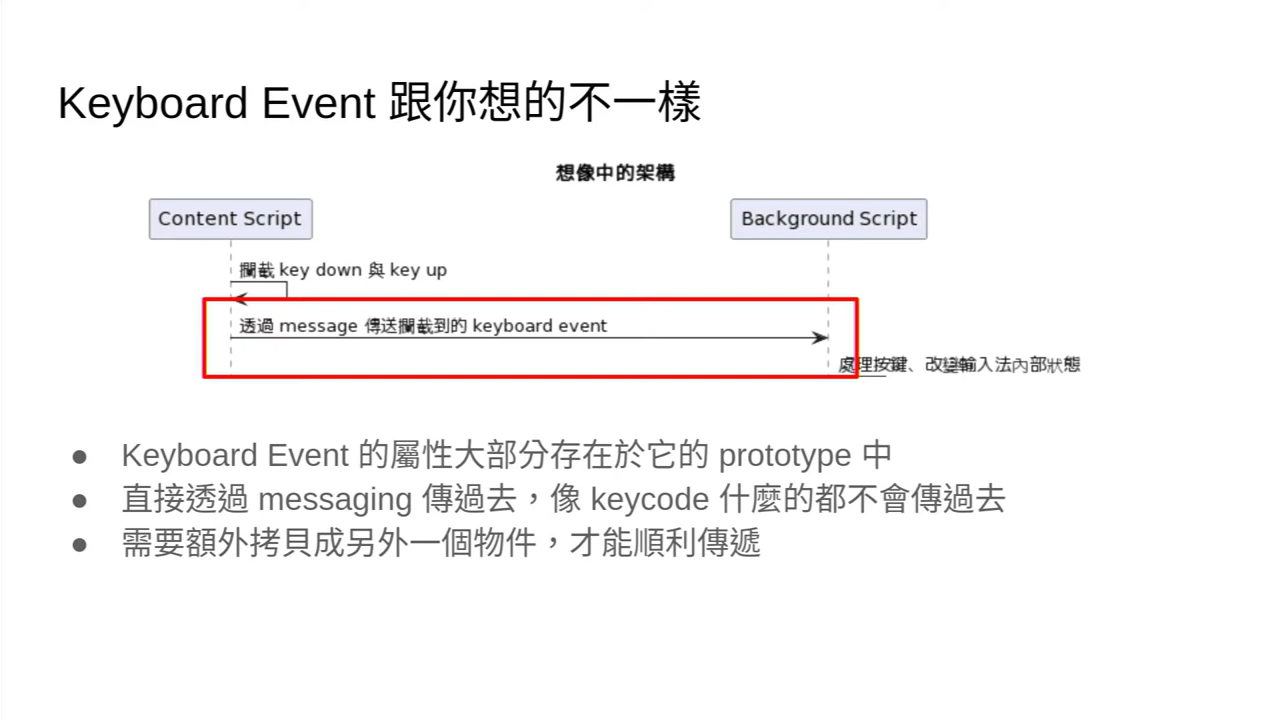 Keyboard Event 跟你想的不一樣
想像中的架構
Content Script
Background Script
攔截 key down 與 key up
透過 message 傳送攔截到的 keyboard event
處理按鍵、改變輸入法內部狀態
● Keyboard Event 的屬性大部分存在於它的 prototype 中
● 直接透過 messaging 傳過去，像 keycode 什麼的都不會傳過去
● 需要額外拷貝成另外一個物件，才能順利傳遞